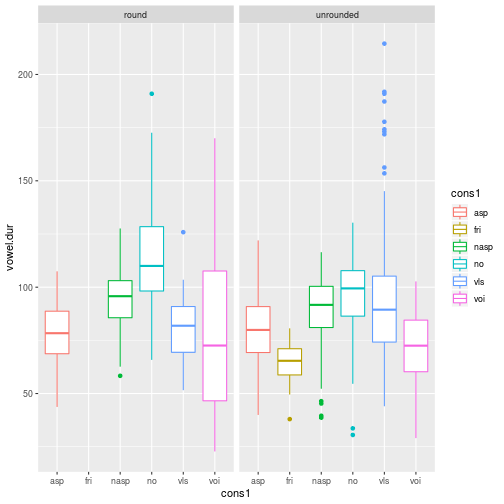 round unrounded
200
150
100
50
vowel.dur
asp fri nasp no vls voi asp fri nasp no vls voi
cons1
cons1
asp
fri
nasp
no
vls
voi